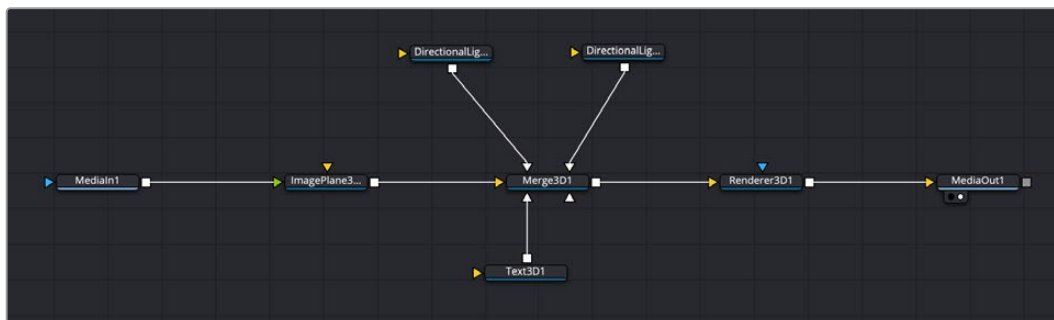 DirectionalLig...
DirectionalLig...
MediaIn1
ImagePlane3...
Merge3D1
Renderer3D1
MediaOut1
Text3D1